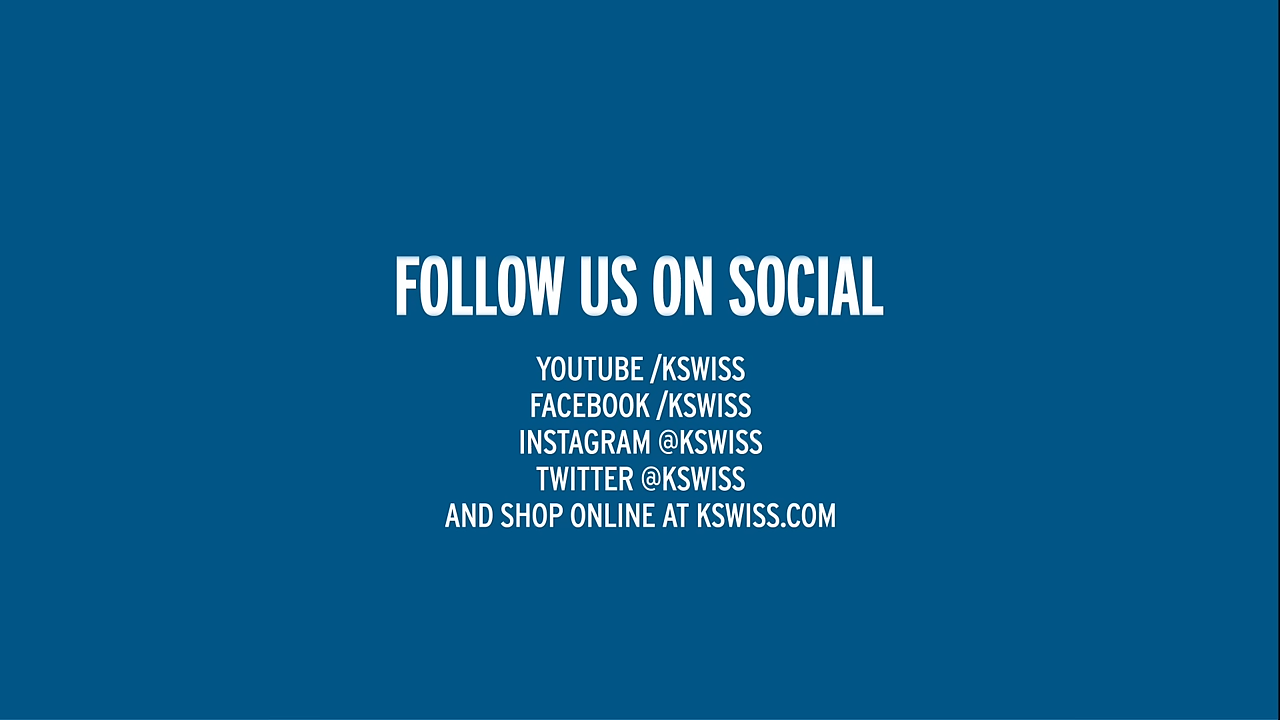 FOLLOW US ON SOCIAL
YOUTUBE /KSWISS
FACEBOOK /KSWISS
INSTAGRAM @KSWISS
TWITTER @KSWISS
AND SHOP ONLINE AT KSWISS.COM